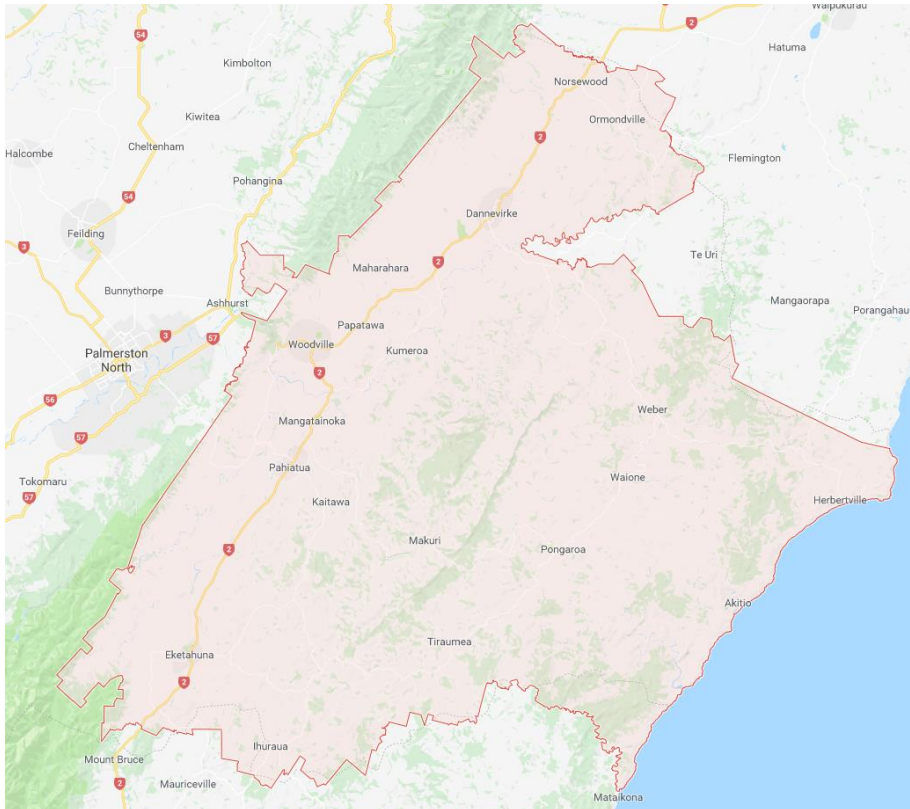 Waipukurau
2
54
Hatuma
Kimbolton
Norsewood
Kiwitea
Ormondville
2
Cheltenham
Halcombe
Flemington
Pohangina
54
Dannevirke
Feilding
3
Te Uri
2
Maharahara
Bunnythorpe
Mangaorapa
Ashhurst
Porangahau
Papatawa
3
57
Woodville
Kumeroa
Palmerston
North
2
56
Weber
Mangatainoka
57
Pahiatua
Tokomaru
Waione
57
Kaitawa
Herbertville
Makuri
2
Pongaroa
Akitio
Tiraumea
Eketahuna
2
Ihuraua
Mount Bruce
2
Mauriceville
Mataikona